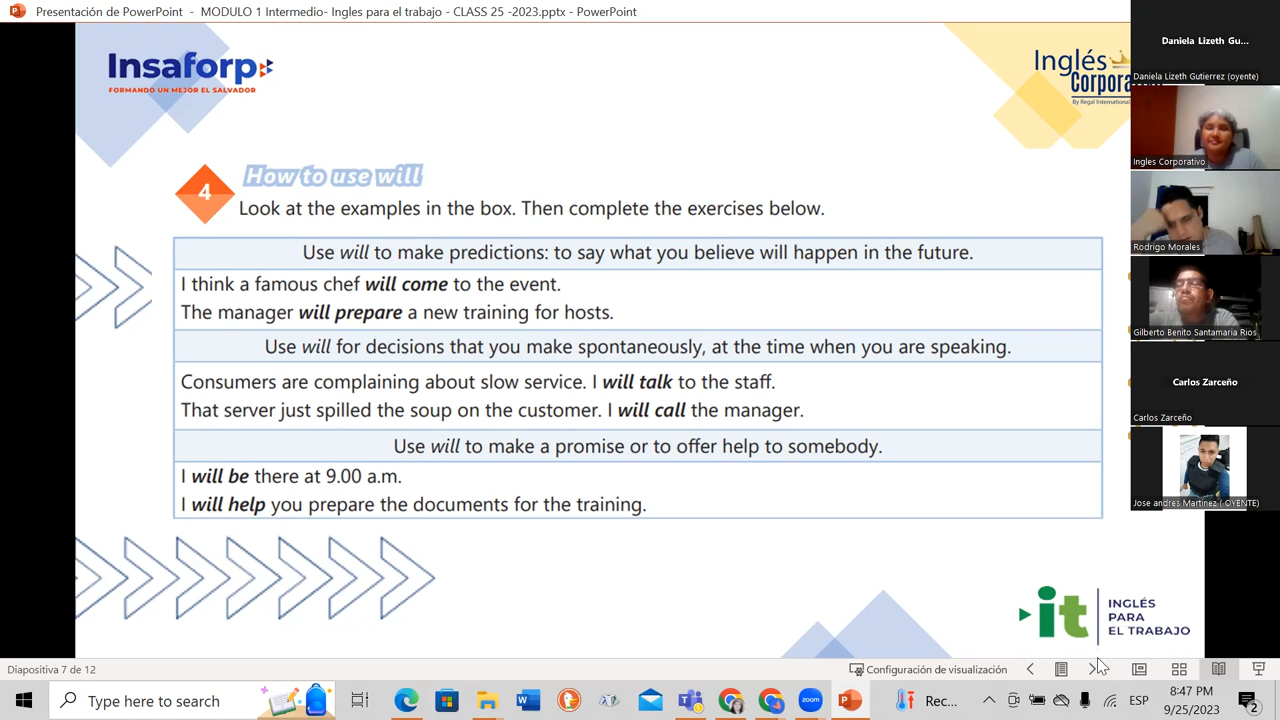 Presentación de PowerPoint - MODULO 1 Intermedio- Ingles para el trabajo - CLASS 25 -2023.pptx - PowerPoint
Insaforp
FORMANDO UN MEJOR EL SALVADOR
Inglés
Corpora
By Regal International
4
How to use will
Look at the examples in the box. Then complete the exercises below.
Use will to make predictions: to say what you believe will happen in the future.
I think a famous chef will come to the event.
The manager will prepare a new training for hosts.
Use will for decisions that you make spontaneously, at the time when you are speaking.
Consumers are complaining about slow service. I will talk to the staff.
That server just spilled the soup on the customer. I will call the manager.
Use will to make a promise or to offer help to somebody.
I will be there at 9.00 a.m.
I will help you prepare the documents for the training.
it
INGLÉS
PARA
EL TRABAJO
Daniela Lizeth Gu...
Daniela Lizeth Gutierrez (oyente)
Ingles Corporativo
Rodrigo Morales
Gilberto Benito Santamaria Rios
Carlos Zarceño
Carlos Zarceño
Jose andres Martinez ( OYENTE)
Diapositiva 7 de 12
Configuración de visualización
Type here to search
zoom
Rec...
ESP
8:47 PM
9/25/2023
2